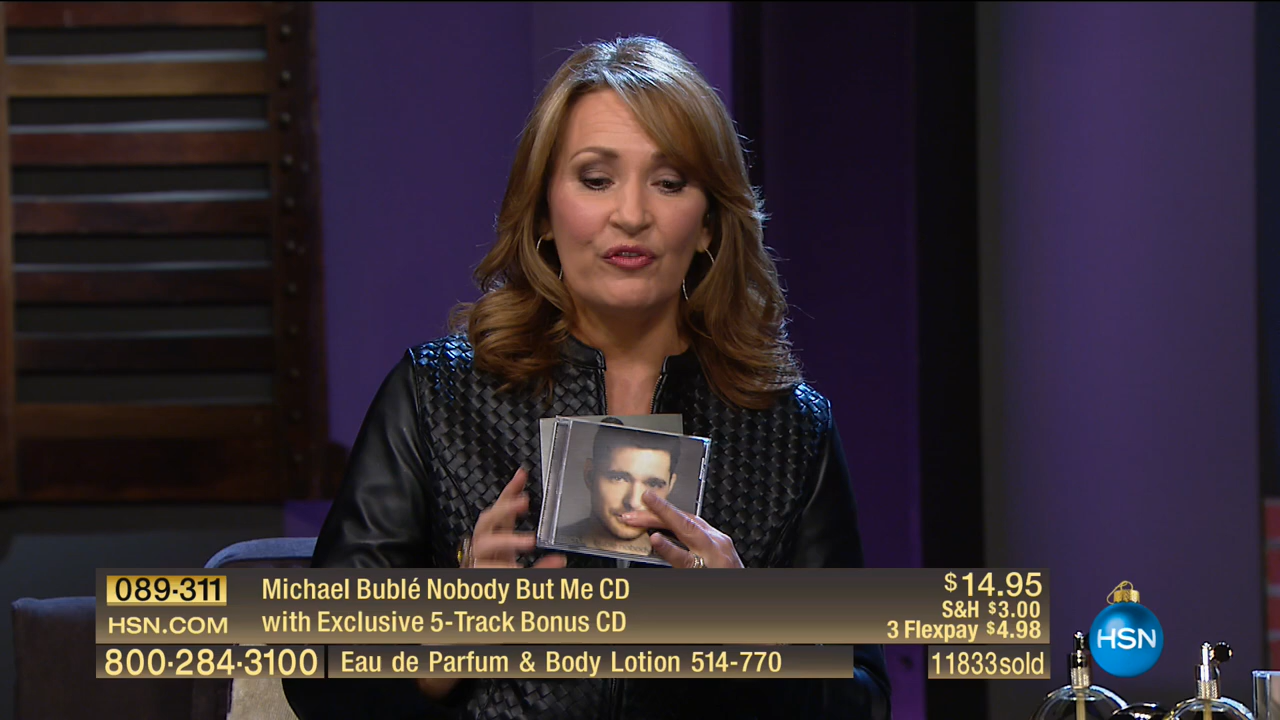 089-311
Michael Bublé Nobody But Me CD
$14.95
S&H $3.00
HSN.COM
with Exclusive 5-Track Bonus CD
3 Flexpay $4.98
HSN
800·284·3100
Eau de Parfum & Body Lotion 514-770
11833sold